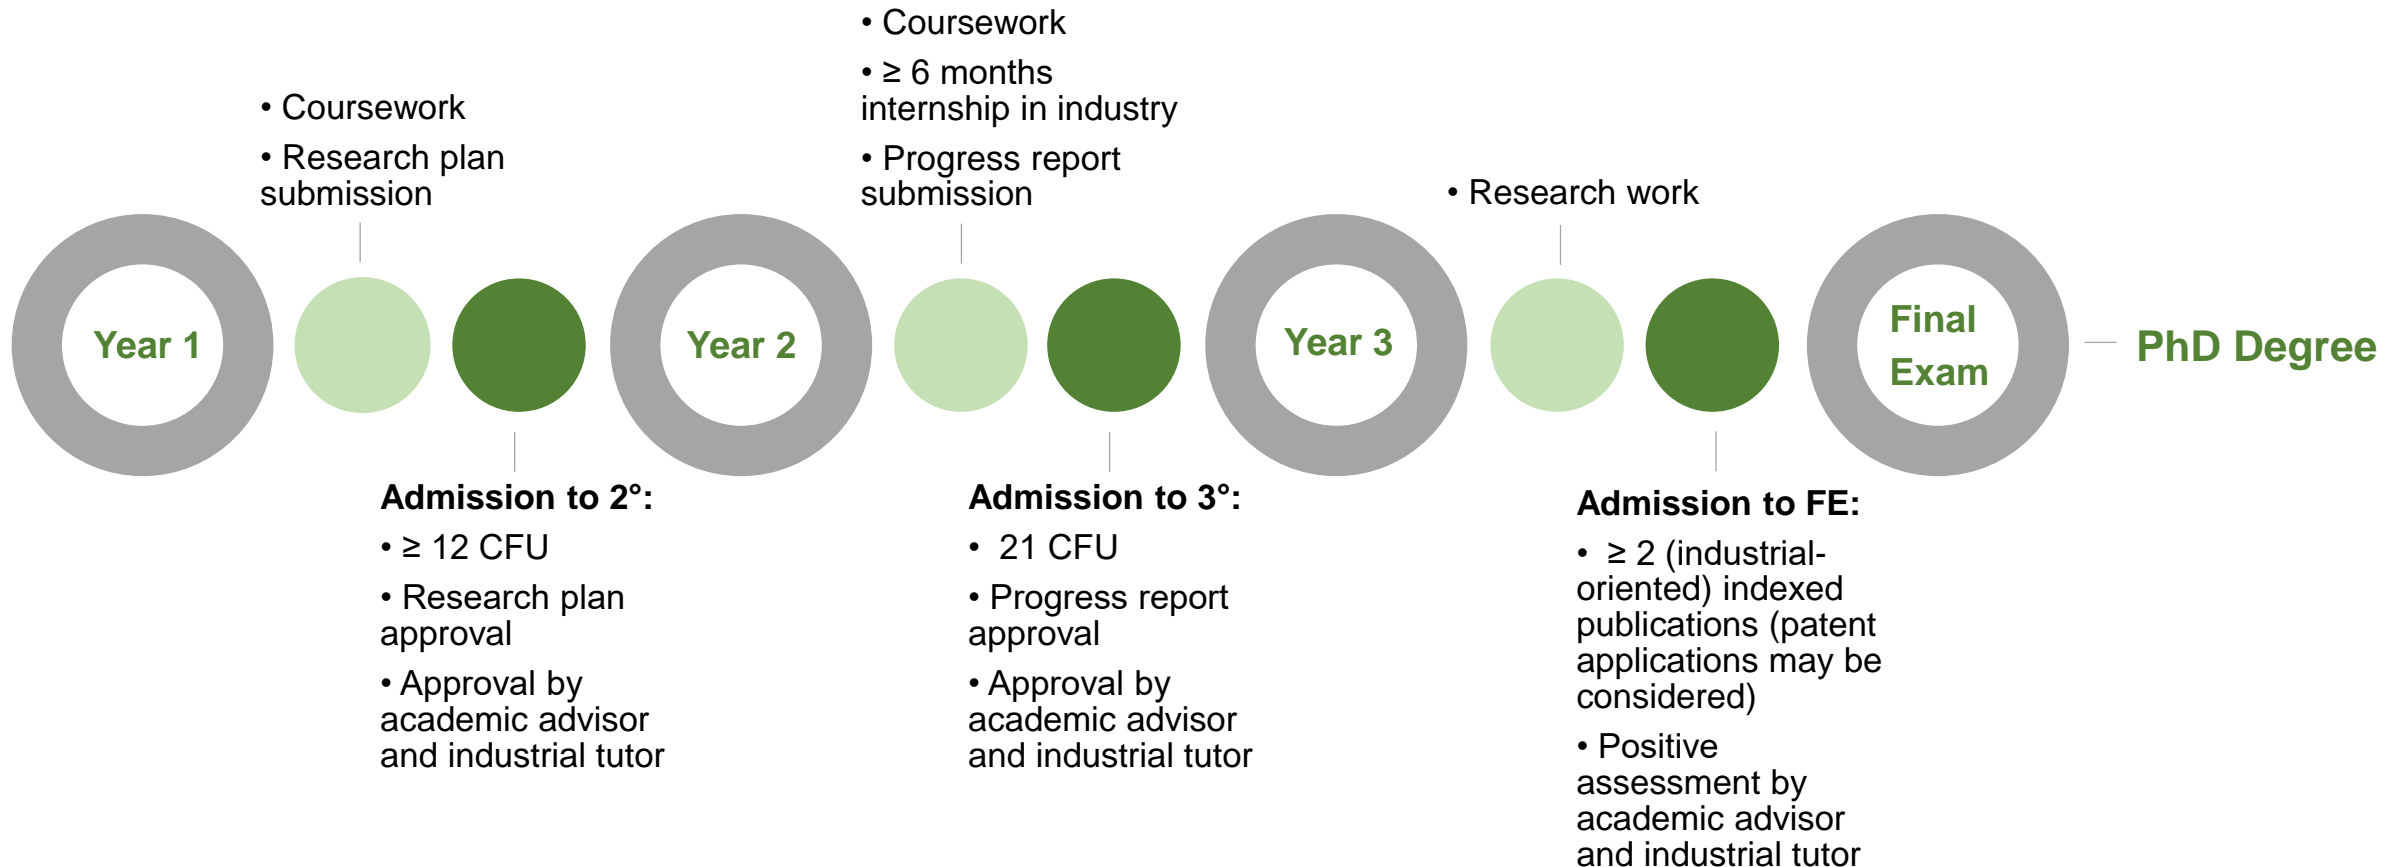 • Coursework
• Research plan
submission
• Coursework
• ≥ 6 months
internship in industry
• Progress report
submission
• Research work
Year 1
Year 2
Year 3
Final
Exam
PhD Degree
Admission to 2°:
• ≥ 12 CFU
• Research plan
approval
• Approval by
academic advisor
and industrial tutor
Admission to 3°:
• 21 CFU
• Progress report
approval
• Approval by
academic advisor
and industrial tutor
Admission to FE:
• ≥ 2 (industrial-
oriented) indexed
publications (patent
applications may be
considered)
• Positive
assessment by
academic advisor
and industrial tutor